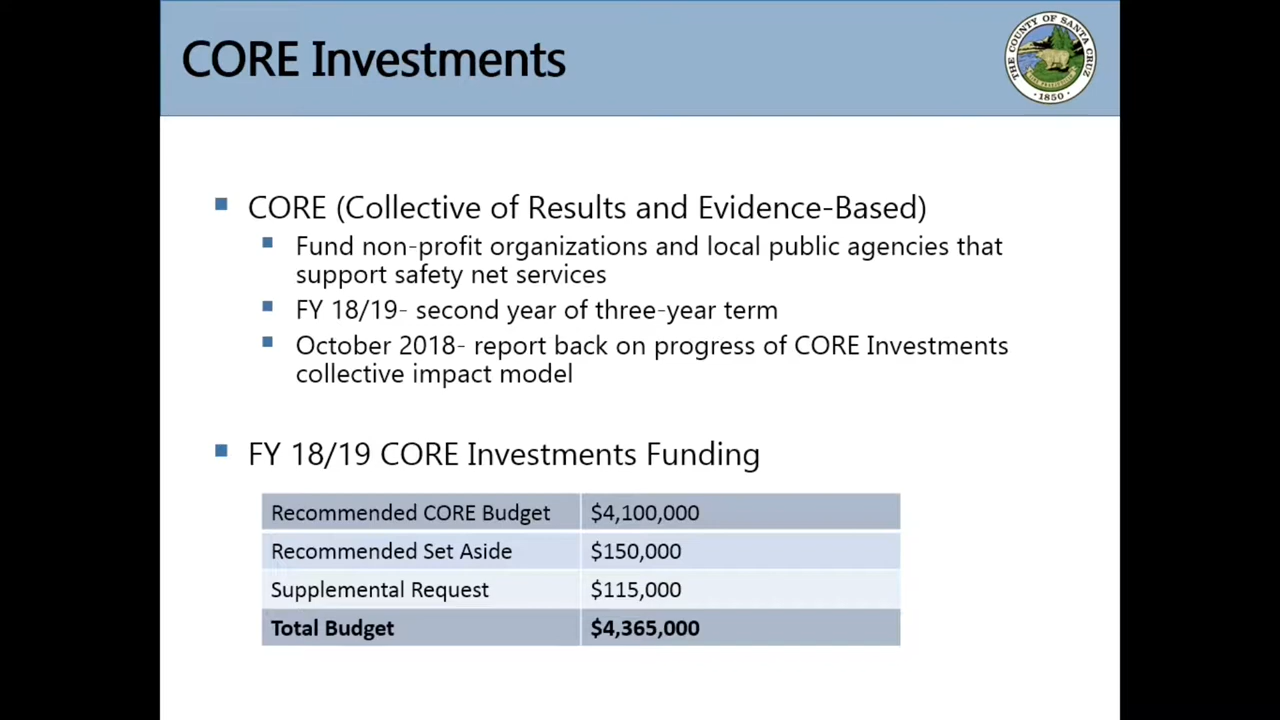 CORE Investments
THE COUNTY OF SANTA CRUZ
1850
CORE (Collective of Results and Evidence-Based)
Fund non-profit organizations and local public agencies that
support safety net services
FY 18/19- second year of three-year term
October 2018- report back on progress of CORE Investments
collective impact model
FY 18/19 CORE Investments Funding
Recommended CORE Budget $4,100,000
Recommended Set Aside $150,000
Supplemental Request $115,000
Total Budget $4,365,000